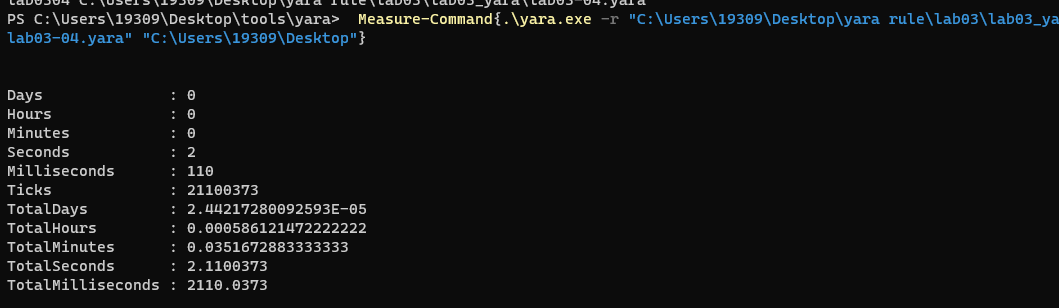 lab0304 C:\Users\19309\Desktop\yara rule\lab03\lab03_yara\lab03-04.yara
PS C:\Users\19309\Desktop\tools\yara>  Measure-Command{.\yara.exe -r "C:\Users\19309\Desktop\yara rule\lab03\lab03_ya
lab03-04.yara" "C:\Users\19309\Desktop"}
Days              : 0
Hours             : 0
Minutes           : 0
Seconds           : 2
Milliseconds      : 110
Ticks             : 21100373
TotalDays         : 2.44217280092593E-05
TotalHours        : 0.000586121472222222
TotalMinutes      : 0.0351672883333333
TotalSeconds      : 2.1100373
TotalMilliseconds : 2110.0373